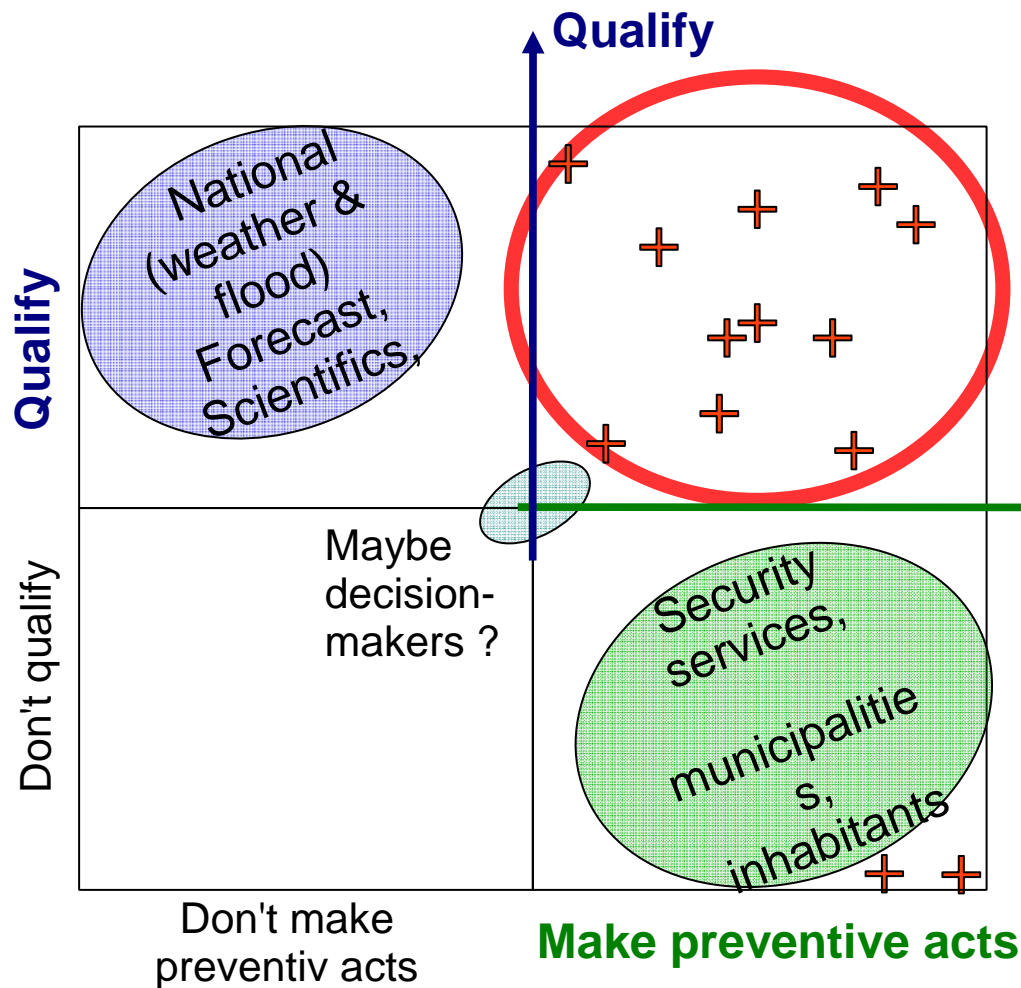 Qualify
National
(weather &
flood)
Forecast,
Scientifics,
Qualify
Maybe
decision-
makers ?
Security
services,
municipalitie
s,
inhabitants
Don't qualify
Don't make
preventiv acts
Make preventive acts